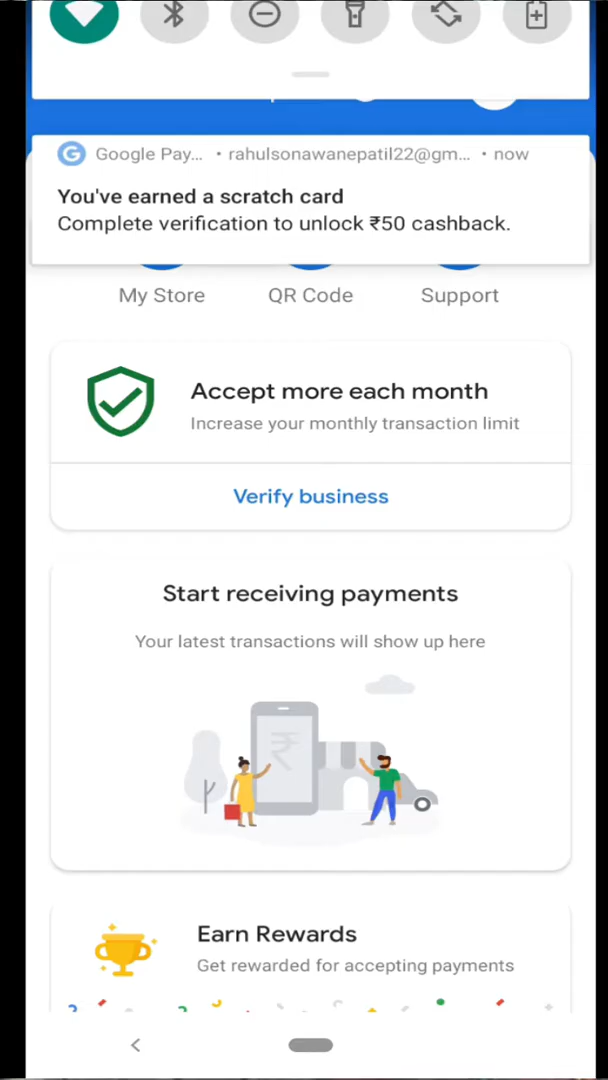 Google Pay... • rahulsonawanepatil22@gm... • now
You've earned a scratch card
Complete verification to unlock ₹50 cashback.
My Store QR Code Support
Accept more each month
Increase your monthly transaction limit
Verify business
Start receiving payments
Your latest transactions will show up here
₹
Earn Rewards
Get rewarded for accepting payments